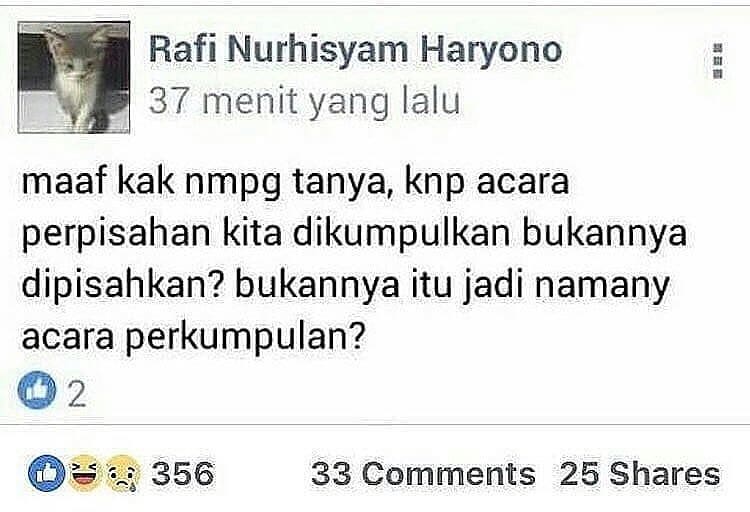 Rafi Nurhisyam Haryono
37 menit yang lalu
maaf kak nmpg tanya, knp acara
perpisahan kita dikumpulkan bukannya
dipisahkan? bukannya itu jadi namany
acara perkumpulan?
2
356 33 Comments 25 Shares